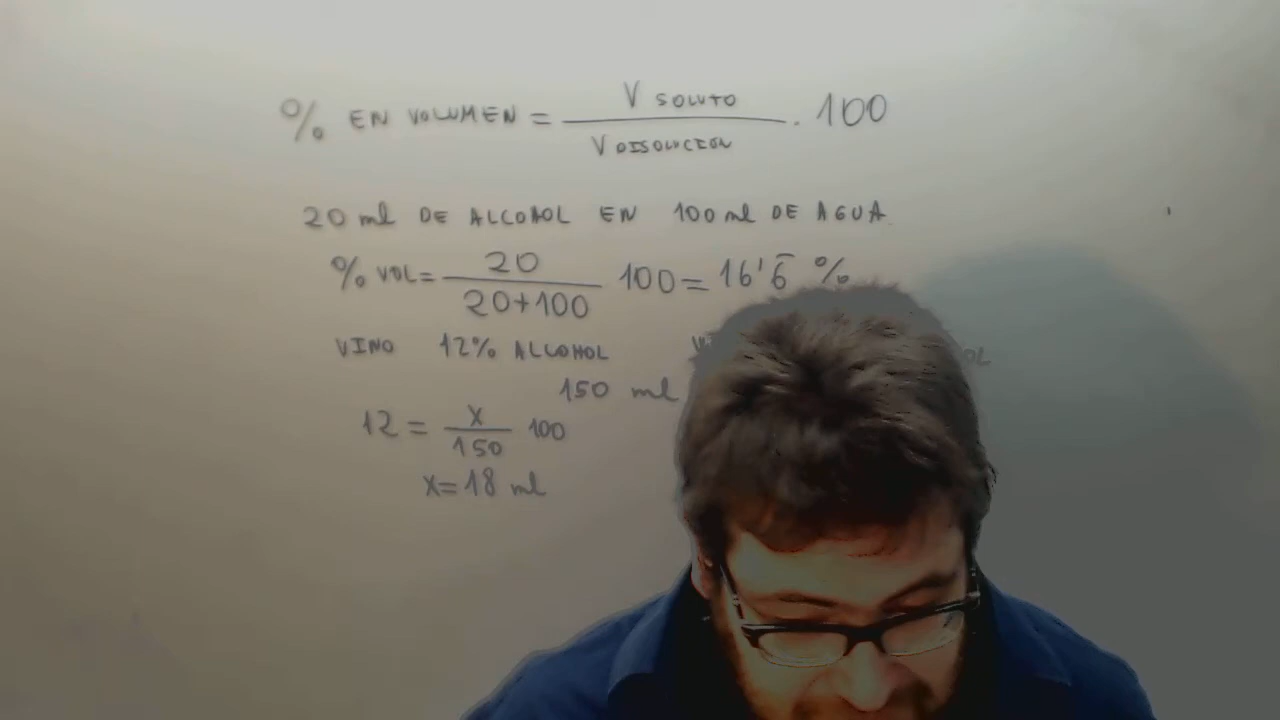 % EN VOLUMEN = V SOLUTO / V DISOLUCION . 100
20 ml DE ALCOHOL EN 100 ml DE AGUA
% VOL = 20 / 20+100 100 = 16'6̅ %
VINO 12% ALCOHOL
150 ml
12 = X / 150 100
X = 18 ml